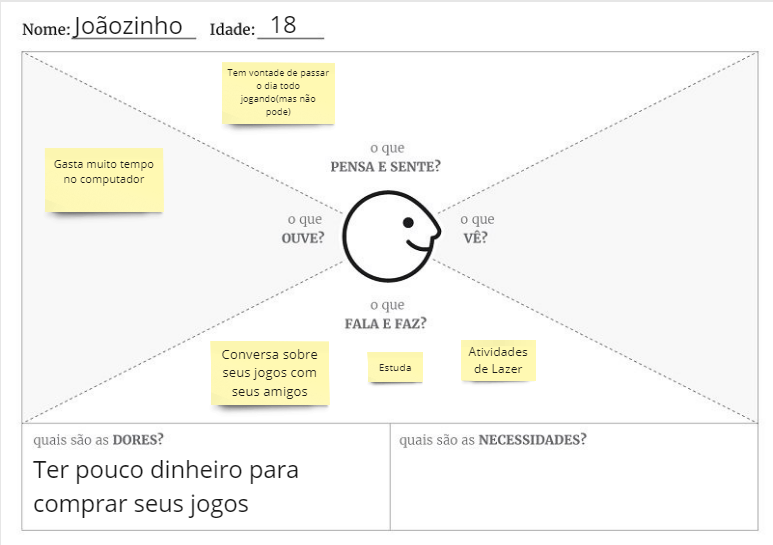 Nome: Joãozinho Idade: 18
Tem vontade de passar
o dia todo
jogando(mas não
pode)
Gasta muito tempo
no computador
o que
PENSA E SENTE?
o que
OUVE?
o que
VÊ?
o que
FALA E FAZ?
Conversa sobre
seus jogos com
seus amigos
Estuda
Atividades
de Lazer
quais são as DORES?
Ter pouco dinheiro para
comprar seus jogos
quais são as NECESSIDADES?